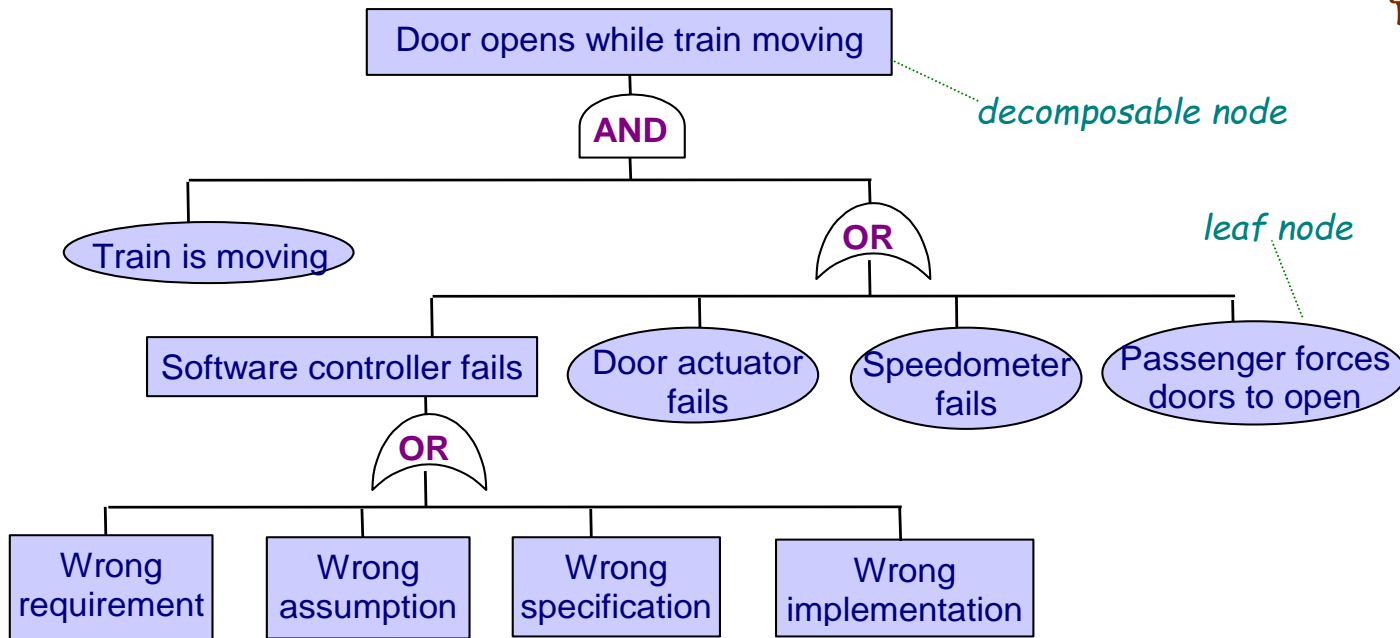 Door opens while train moving
decomposable node
AND
Train is moving
OR
leaf node
Software controller fails
Door actuator
fails
Speedometer
fails
Passenger forces
doors to open
OR
Wrong
requirement
Wrong
assumption
Wrong
specification
Wrong
implementation